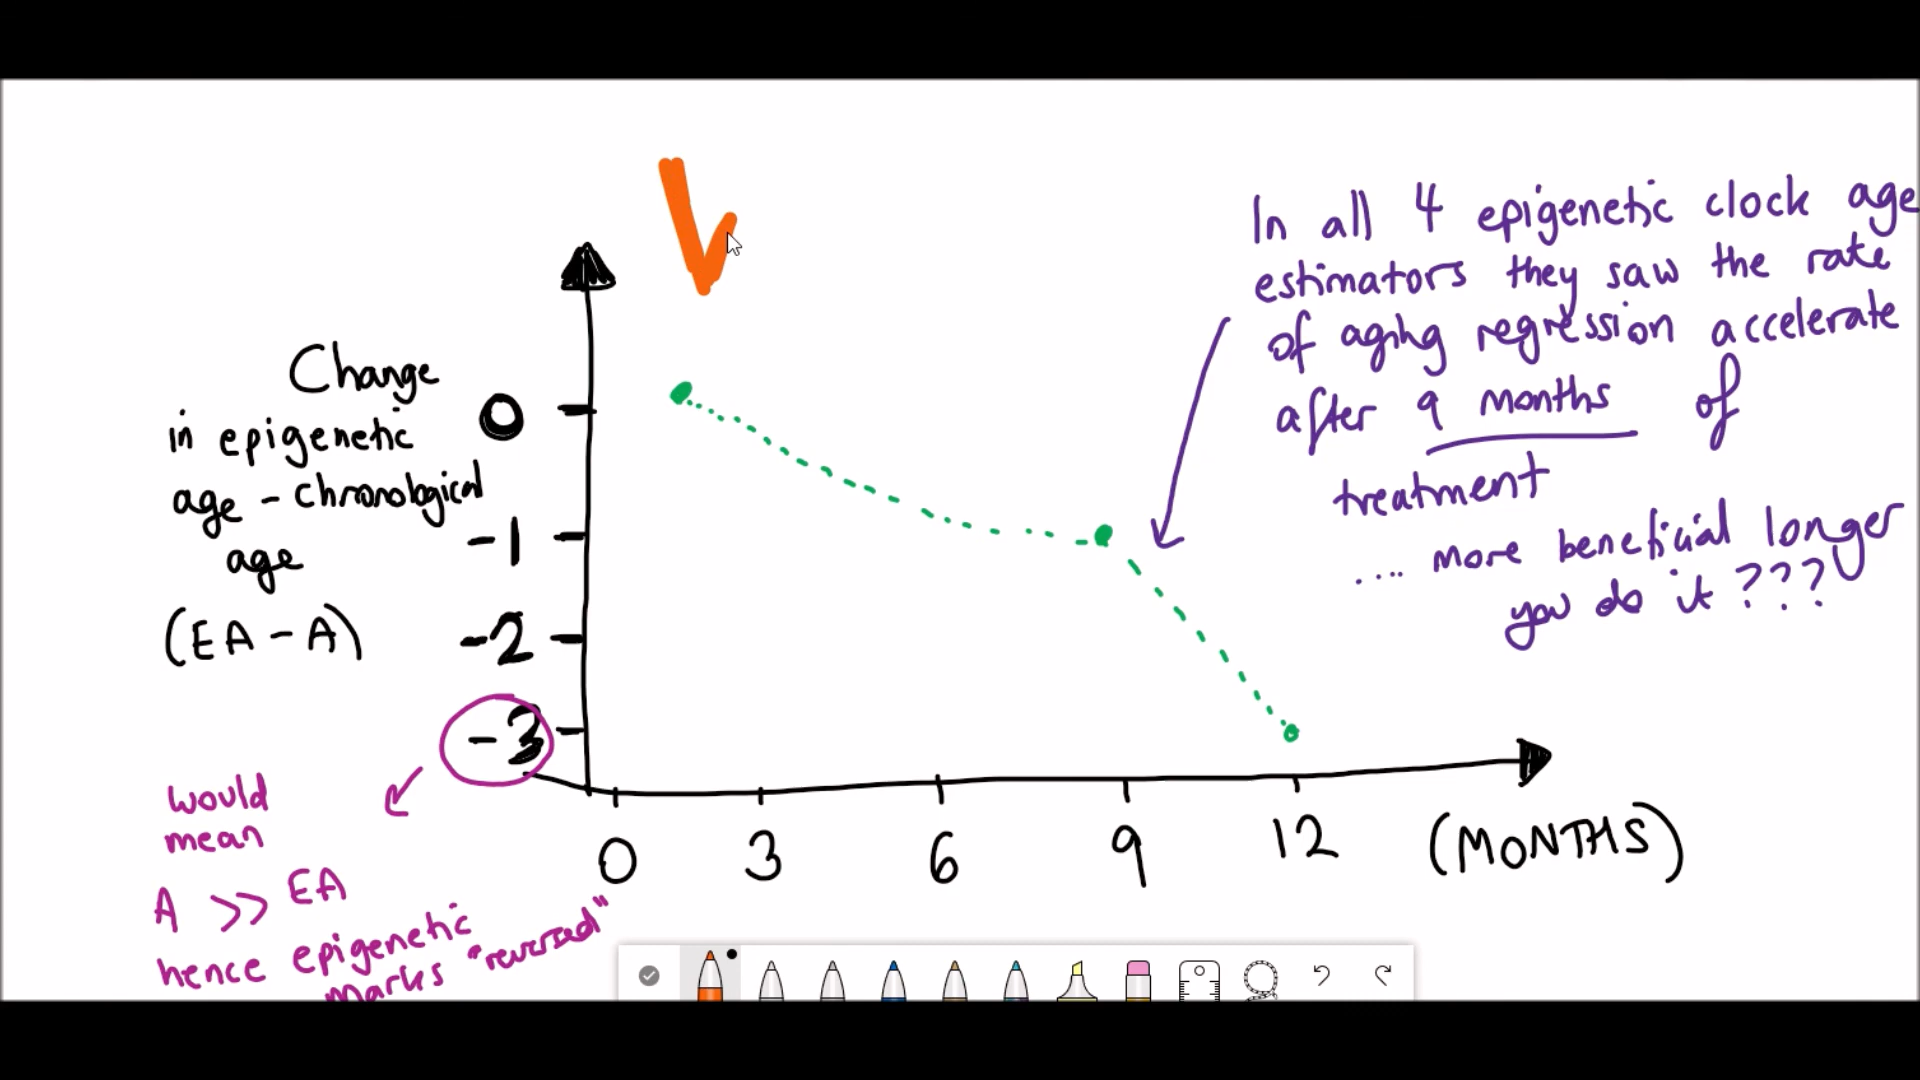 In all 4 epigenetic clock age
estimators they saw the rate
of aging regression accelerate
after 9 months of
treatment
.... more beneficial longer
you do it ???
Change
in epigenetic
age - chronological
age
(EA - A)
0
-1
-2
-3
0 3 6 9 12 (MONTHS)
would
mean
A >> EA
hence epigenetic
marks "reversed"